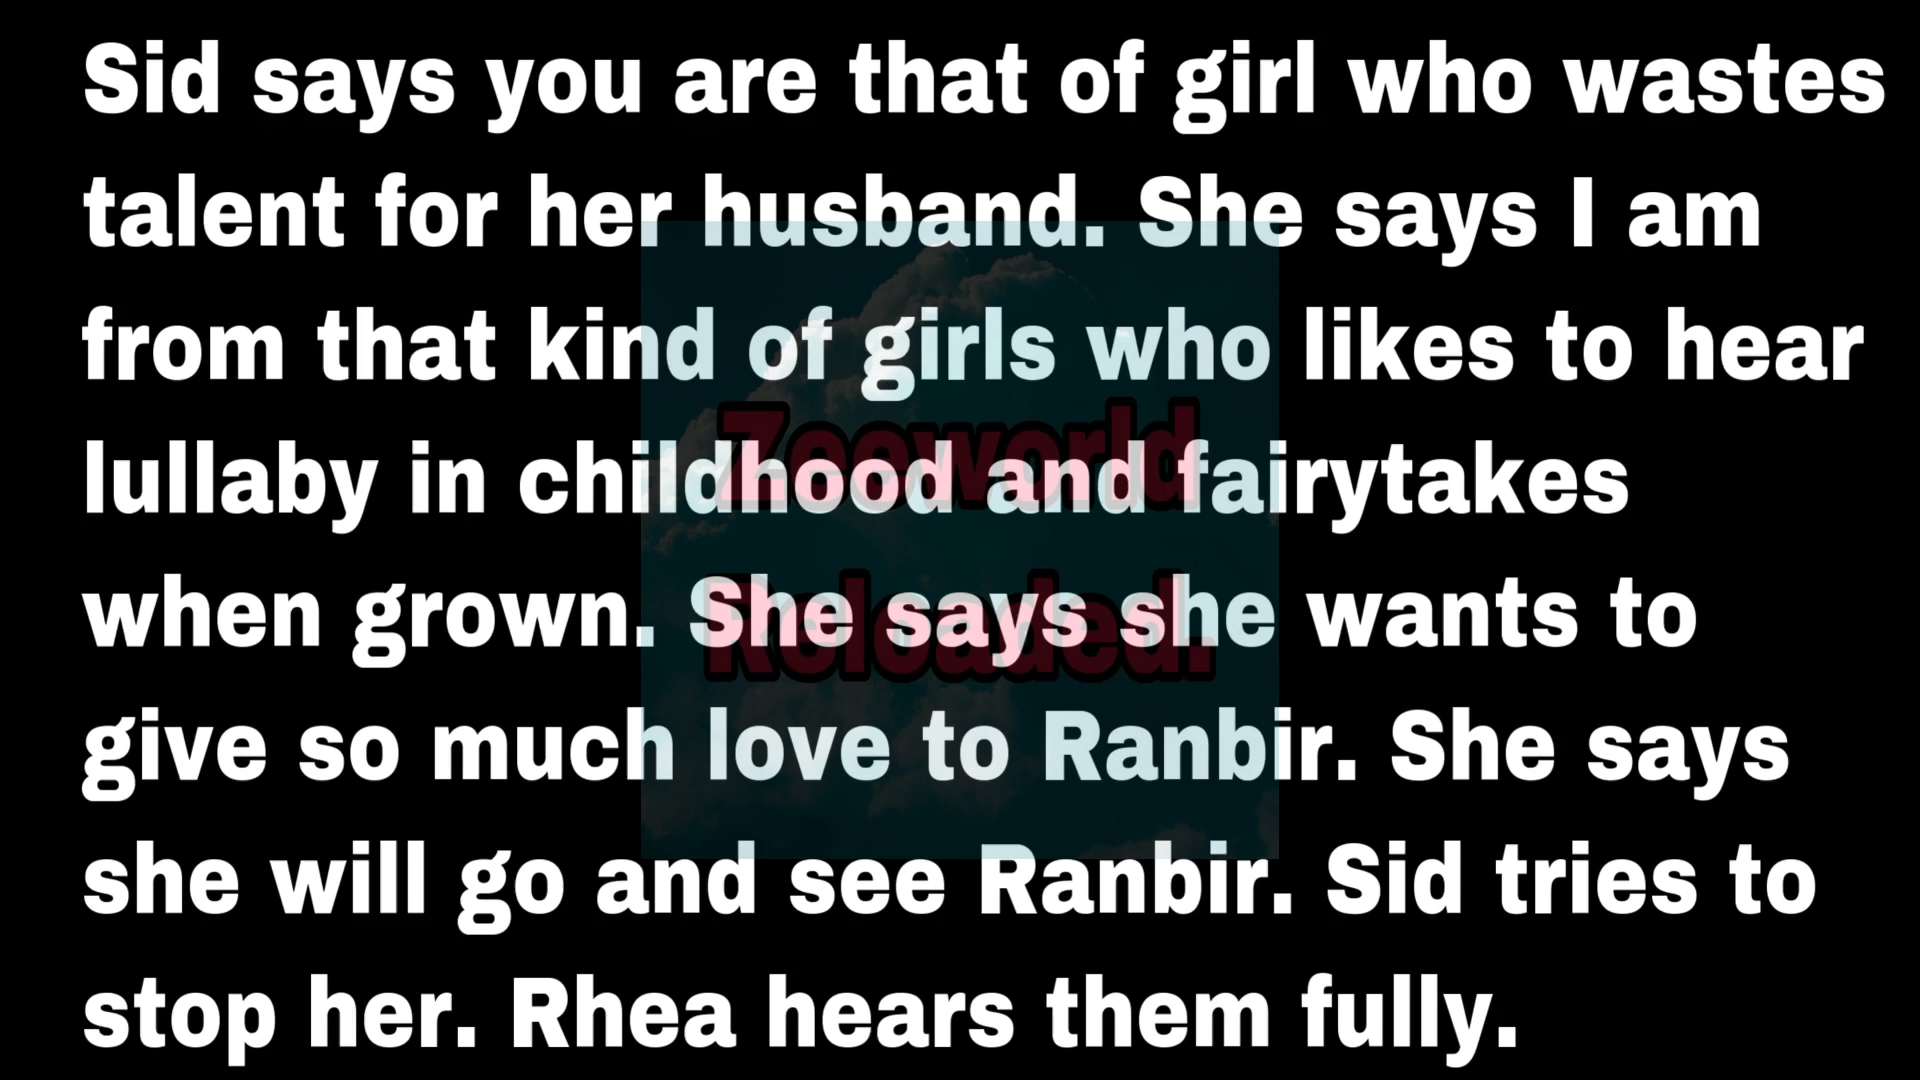 Sid says you are that of girl who wastes
talent for her husband. She says I am
from that kind of girls who likes to hear
lullaby in childhood and fairytakes
Zeeworld
when grown. She says she wants to
Reloaded.
give so much love to Ranbir. She says
she will go and see Ranbir. Sid tries to
stop her. Rhea hears them fully.